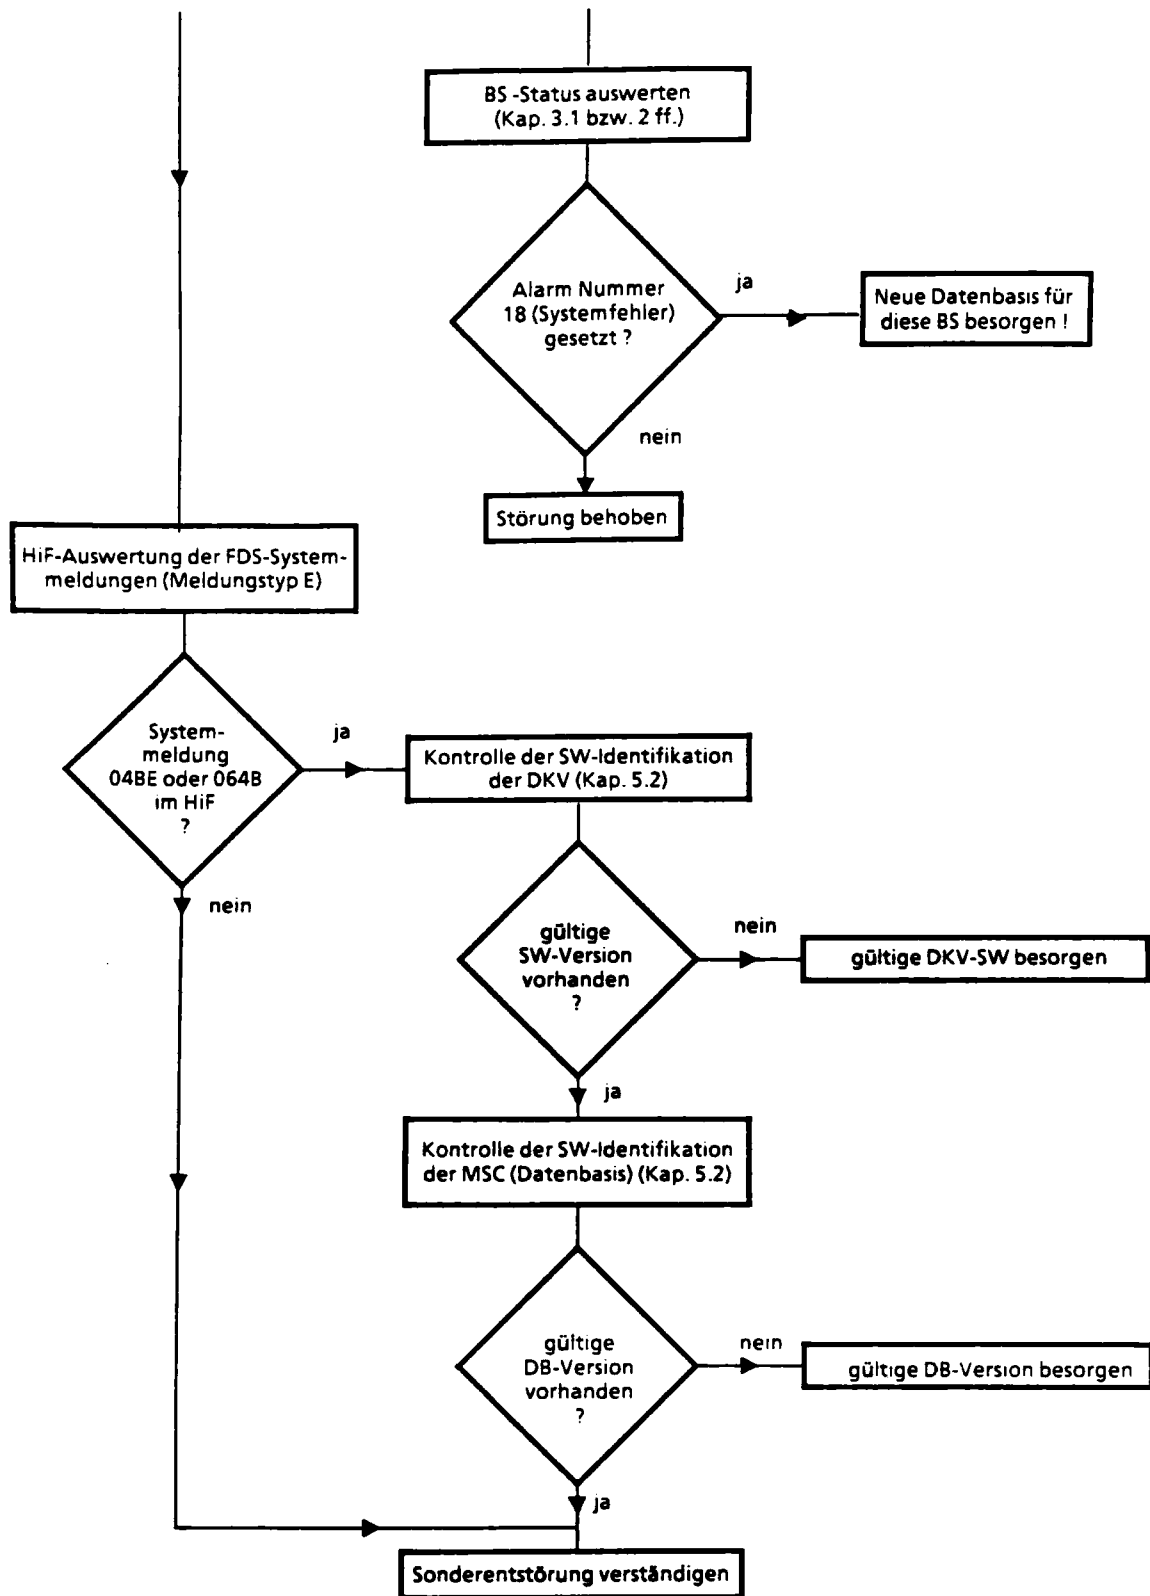 BS -Status auswerten
(Kap. 3.1 bzw. 2 ff.)
Alarm Nummer
18 (Systemfehler)
gesetzt ?
ja
Neue Datenbasis für
diese BS besorgen !
nein
Störung behoben
HiF-Auswertung der FDS-System-
meldungen (Meldungstyp E)
System-
meldung
04BE oder 064B
im HiF
?
ja
Kontrolle der SW-Identifikation
der DKV (Kap. 5.2)
nein
gültige
SW-Version
vorhanden
?
nein
gültige DKV-SW besorgen
ja
Kontrolle der SW-Identifikation
der MSC (Datenbasis) (Kap. 5.2)
gültige
DB-Version
vorhanden
?
nein
gültige DB-Version besorgen
ja
Sonderentstörung verständigen